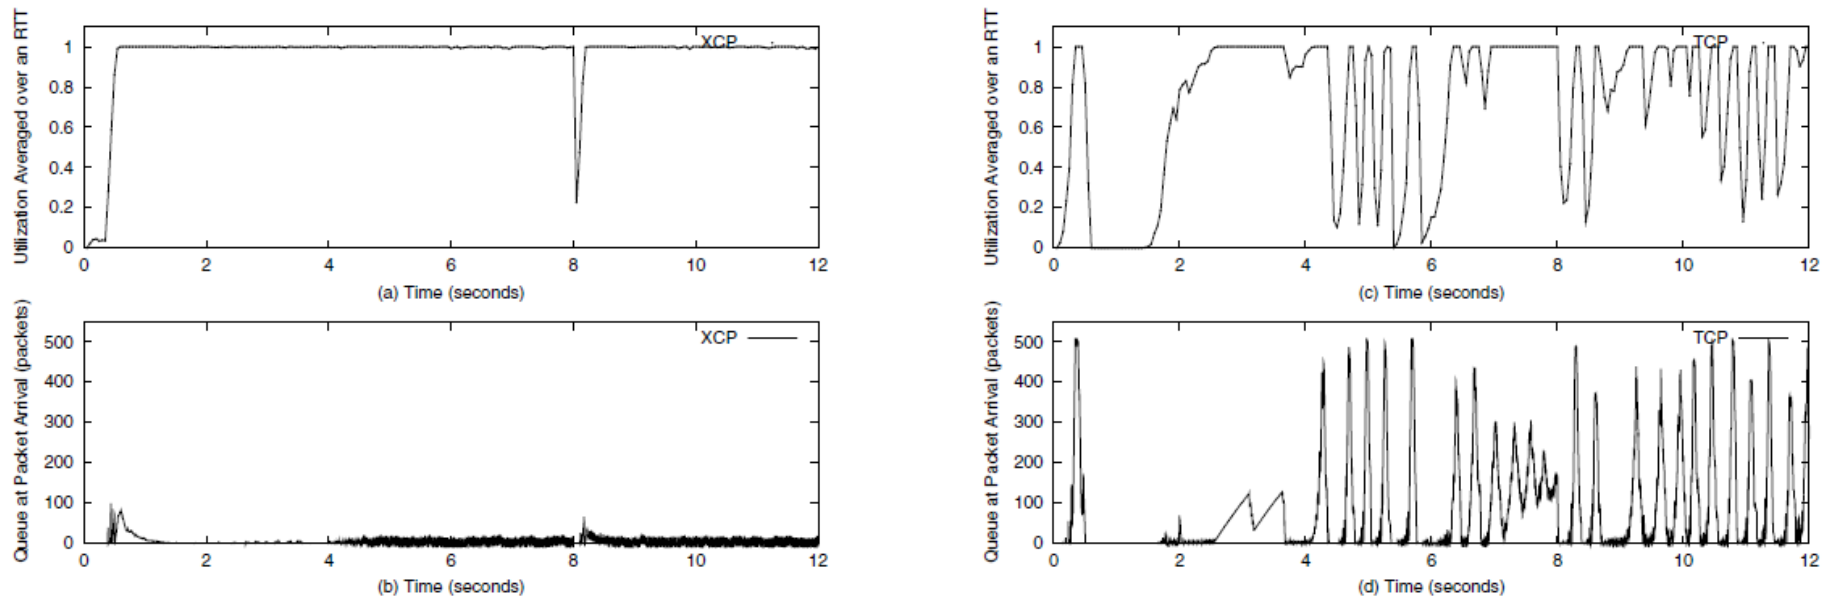 Utilization Averaged over an RTT
1
0.8
0.6
0.4
0.2
0
XCP
0 2 4 6 8 10 12
(a) Time (seconds)
Queue at Packet Arrival (packets)
500
400
300
200
100
0
XCP
0 2 4 6 8 10 12
(b) Time (seconds)
Utilization Averaged over an RTT
1
0.8
0.6
0.4
0.2
0
TCP
0 2 4 6 8 10 12
(c) Time (seconds)
Queue at Packet Arrival (packets)
500
400
300
200
100
0
TCP
0 2 4 6 8 10 12
(d) Time (seconds)